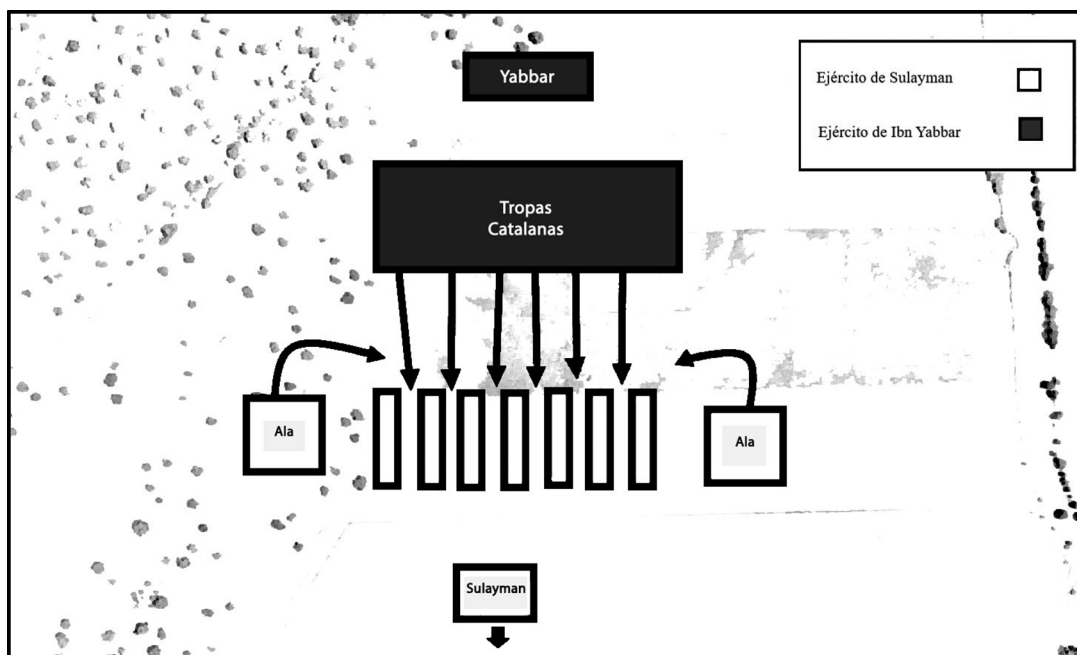 Yabbar
Ejército de Sulayman
Ejército de Ibn Yabbar
Tropas
Catalanas
Ala
Ala
Sulayman